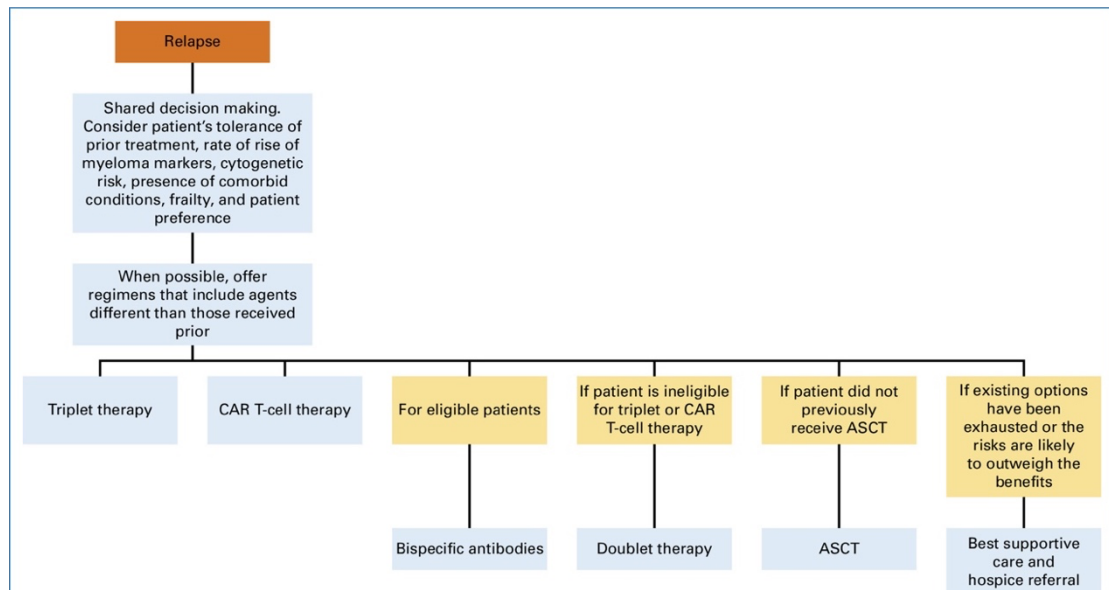 Relapse
Shared decision making.
Consider patient's tolerance of
prior treatment, rate of rise of
myeloma markers, cytogenetic
risk, presence of comorbid
conditions, frailty, and patient
preference
When possible, offer
regimens that include agents
different than those received
prior
Triplet therapy
CAR T-cell therapy
For eligible patients
If patient is ineligible
for triplet or CAR
T-cell therapy
If patient did not
previously
receive ASCT
If existing options
have been
exhausted or the
risks are likely
to outweigh the
benefits
Bispecific antibodies
Doublet therapy
ASCT
Best supportive
care and
hospice referral